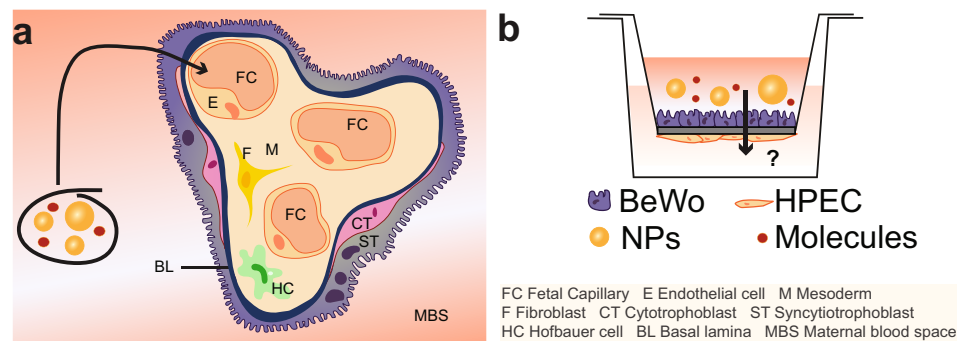 a
FC
E
FC
F
M
FC
CT
ST
BL
HC
MBS
b
?
BeWo
HPEC
NPs
Molecules
FC Fetal Capillary E Endothelial cell M Mesoderm
F Fibroblast CT Cytotrophoblast ST Syncytiotrophoblast
HC Hofbauer cell BL Basal lamina MBS Maternal blood space